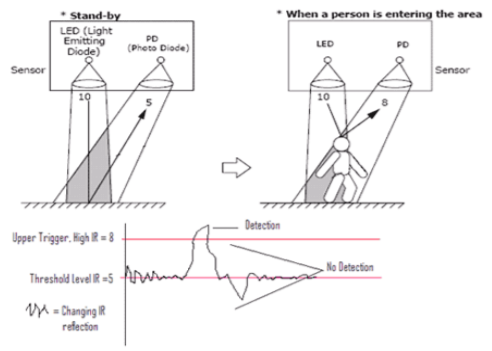 * Stand-by
LED (Light
Emitting
Diode)
PD
(Photo Diode)
Sensor
10
5
* When a person is entering the area
LED
PD
Sensor
10
8
Detection
Upper Trigger, High IR = 8
No Detection
Threshold Level IR =5
= Changing IR
reflection